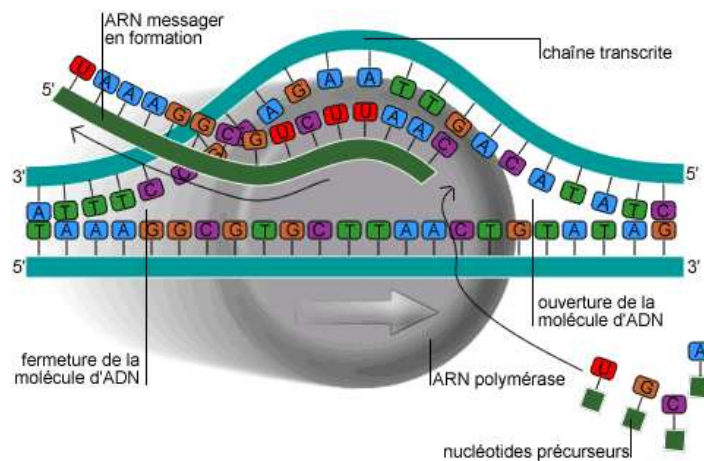 ARN messager
en formation
chaîne transcrite
A G A A T T G A C A T A T C
U A A A G G C
G U C U U A A C
5'
3'
5'
A T T T C C
T A A A G G C G T G C T T A A C T G T A T A G
5'
3'
ouverture de la
molécule d'ADN
fermeture de la
molécule d'ADN
ARN polymérase
U G C A
nucléotides précurseurs